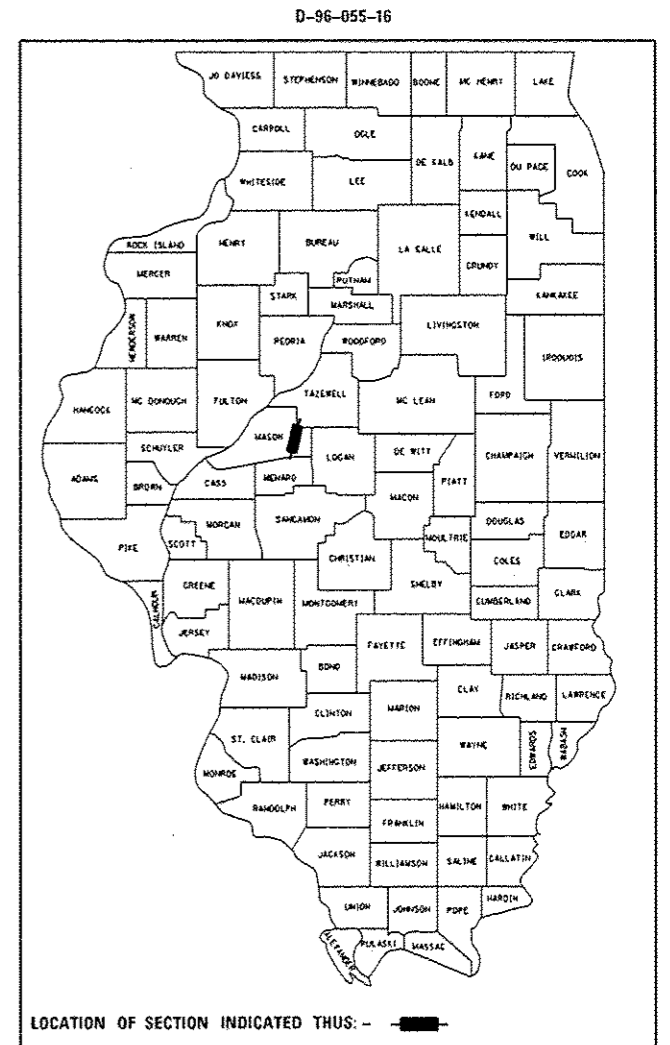 D-96-055-16
JO DAVIESS STEPHENSON WINNEBAGO BOONE MC HENRY LAKE
CARROLL OGLE DE KALB KANE DU PAGE COOK
WHITESIDE LEE
KENDALL WILL
ROCK ISLAND HENRY BUREAU LA SALLE GRUNDY
MERCER PUTNAM
STARK MARSHALL KANKAKEE
HENDERSON WARREN KNOX PEORIA WOODFORD LIVINGSTON IROQUOIS
HANCOCK MC DONOUGH FULTON TAZEWELL MC LEAN FORD
MASON LOGAN DE WITT CHAMPAIGN VERMILION
SCHUYLER
ADAMS BROWN CASS MENARD MACON PIATT
PIKE SCOTT MORGAN SANGAMON CHRISTIAN MOULTRIE DOUGLAS EDGAR
COLES
CALHOUN GREENE MACOUPIN MONTGOMERY SHELBY CUMBERLAND CLARK
JERSEY
FAYETTE EFFINGHAM JASPER CRAWFORD
MADISON BOND
CLAY RICHLAND LAWRENCE
CLINTON MARION
ST. CLAIR WAYNE EDWARDS WABASH
MONROE WASHINGTON JEFFERSON
RANDOLPH PERRY HAMILTON WHITE
FRANKLIN
JACKSON WILLIAMSON SALINE GALLATIN
UNION JOHNSON POPE HARDIN
ALEXANDER PULASKI MASSAC
LOCATION OF SECTION INDICATED THUS: -